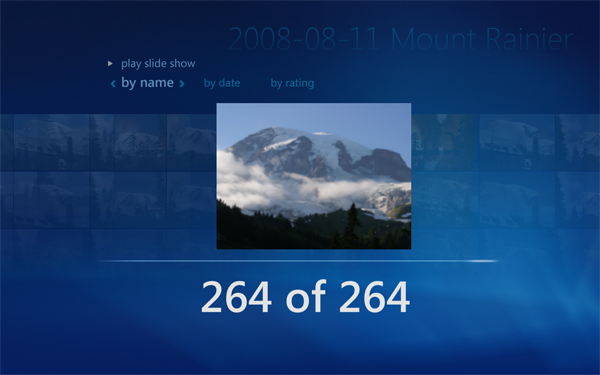 2008-08-11 Mount Rainier
play slide show
by name by date by rating
264 of 264